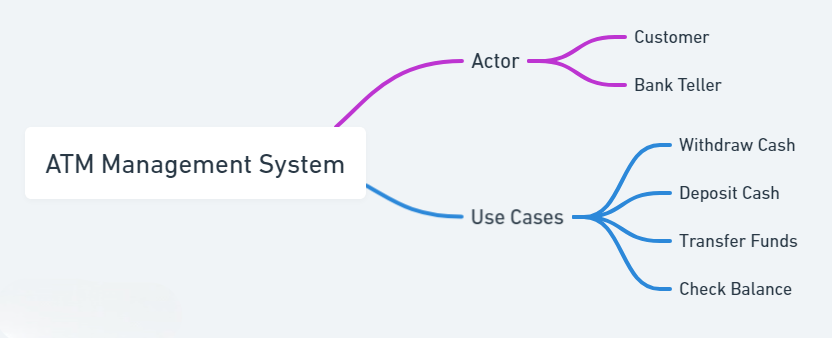 ATM Management System
Actor
Customer
Bank Teller
Use Cases
Withdraw Cash
Deposit Cash
Transfer Funds
Check Balance